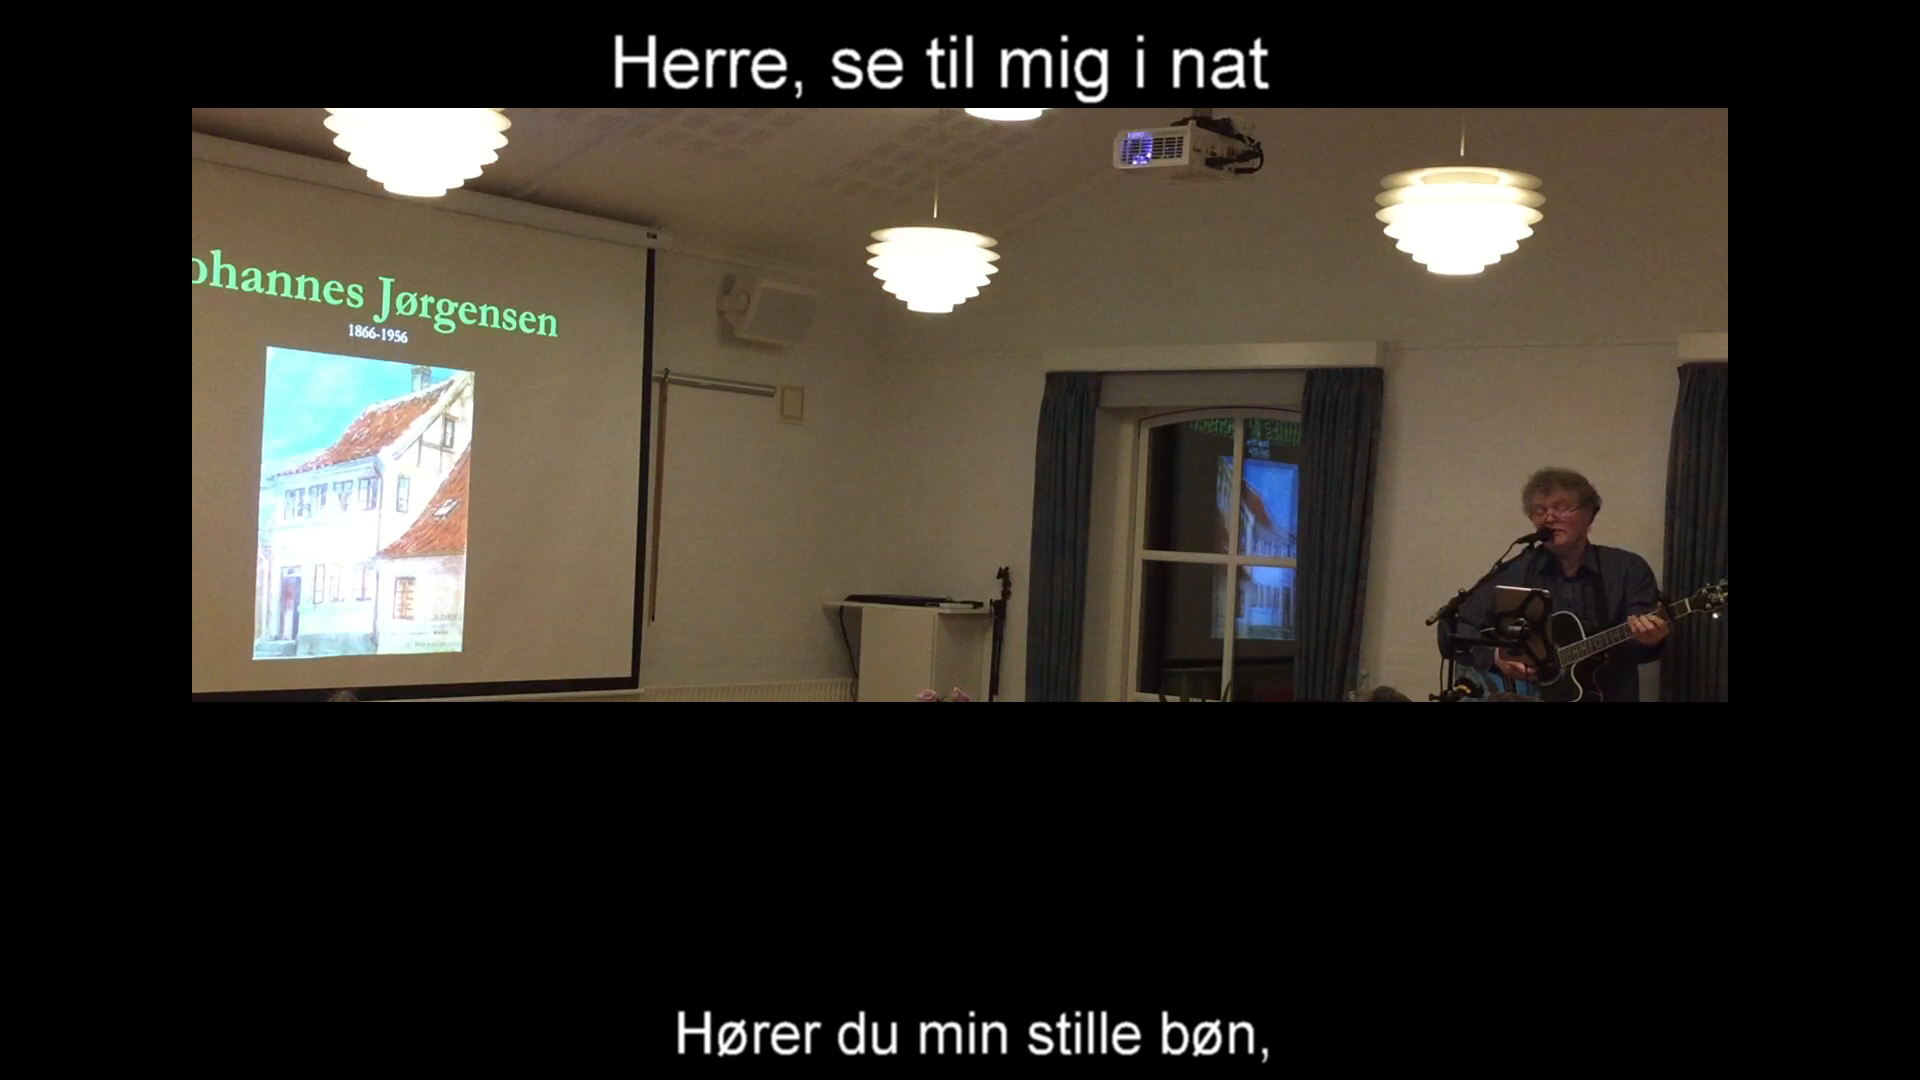 Herre, se til mig i nat
ohannes Jørgensen
1866-1956
Hører du min stille bøn,